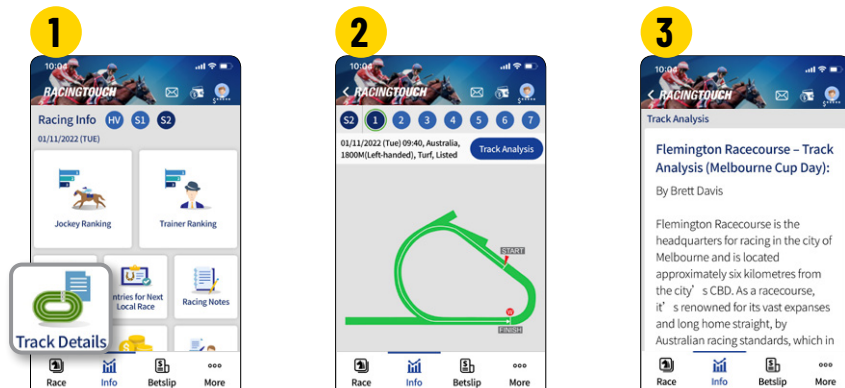 1
10:04
RACINGTOUCH
Racing Info HV S1 S2
01/11/2022 (TUE)
Jockey Ranking
Trainer Ranking
Track Details
ntries for Next
Local Race
Racing Notes
Race
Info
Betslip
More
2
10:04
RACINGTOUCH
S2 1 2 3 4 5 6 7
01/11/2022 (Tue) 09:40, Australia,
1800M(Left-handed), Turf, Listed
Track Analysis
START
FINISH
Race
Info
Betslip
More
3
10:04
RACINGTOUCH
Track Analysis
Flemington Racecourse – Track
Analysis (Melbourne Cup Day):
By Brett Davis
Flemington Racecourse is the
headquarters for racing in the city of
Melbourne and is located
approximately six kilometres from
the city’ s CBD. As a racecourse,
it’ s renowned for its vast expanses
and long home straight, by
Australian racing standards, which in
Race
Info
Betslip
More